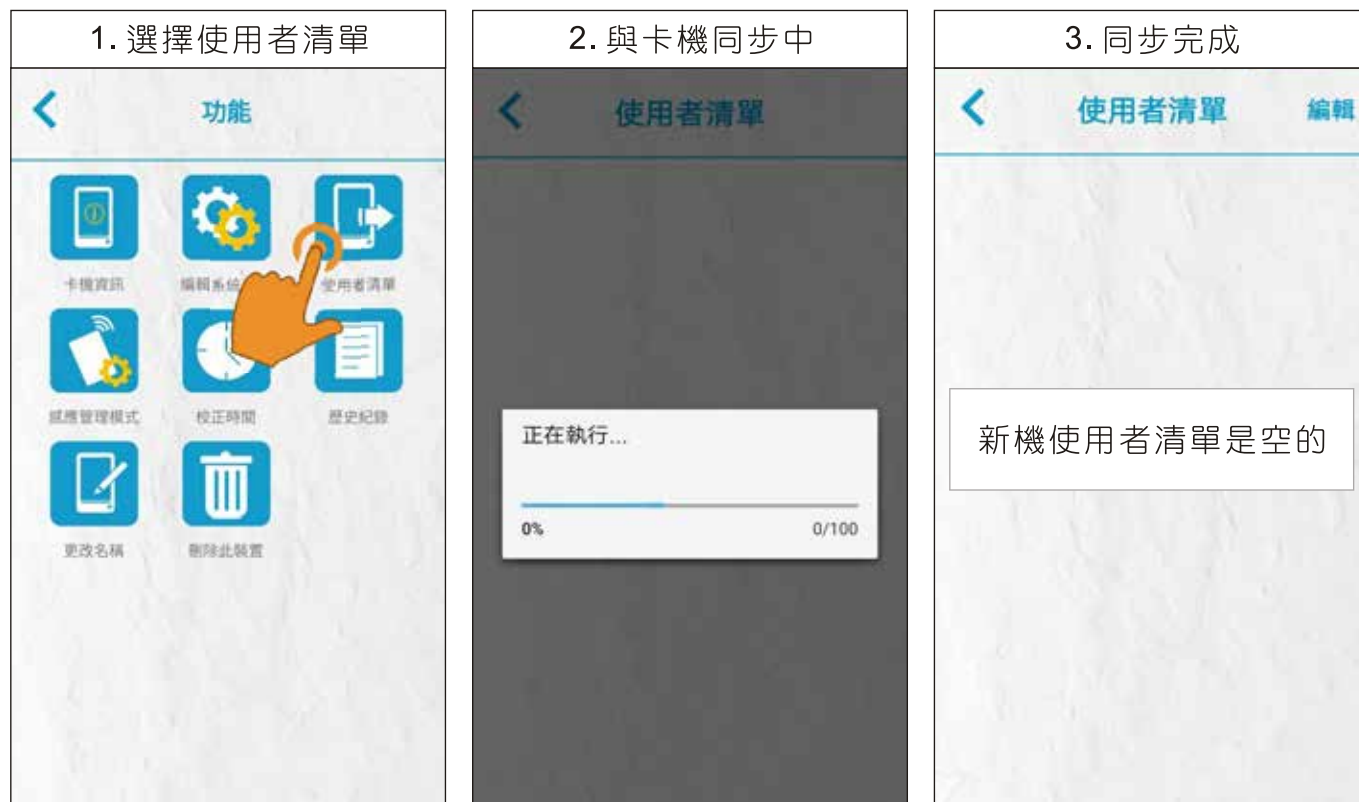 1. 選擇使用者清單
功能
卡機資訊
編輯系統
使用者清單
感應管理模式
校正時間
歷史紀錄
更改名稱
刪除此裝置
2. 與卡機同步中
使用者清單
正在執行...
0%
0/100
3. 同步完成
使用者清單
編輯
新機使用者清單是空的